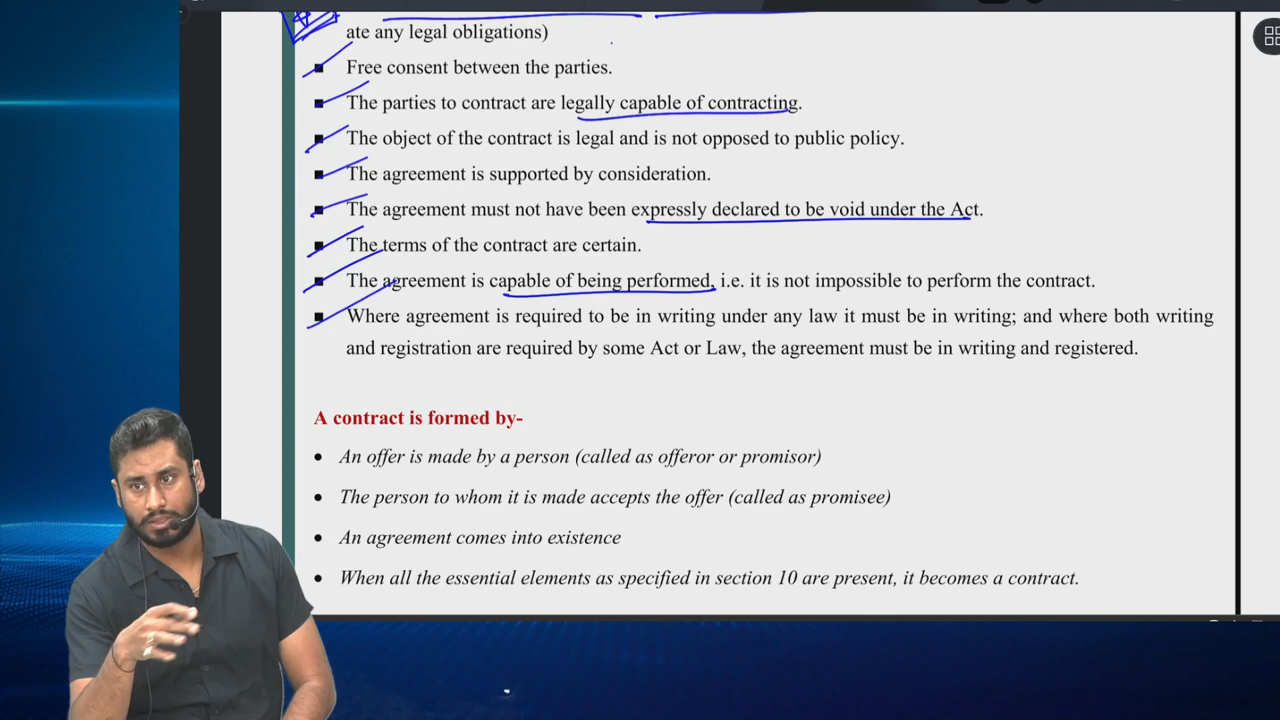 ate any legal obligations)
▪ Free consent between the parties.
▪ The parties to contract are legally capable of contracting.
▪ The object of the contract is legal and is not opposed to public policy.
▪ The agreement is supported by consideration.
▪ The agreement must not have been expressly declared to be void under the Act.
▪ The terms of the contract are certain.
▪ The agreement is capable of being performed, i.e. it is not impossible to perform the contract.
▪ Where agreement is required to be in writing under any law it must be in writing; and where both writing
and registration are required by some Act or Law, the agreement must be in writing and registered.
A contract is formed by-
• An offer is made by a person (called as offeror or promisor)
• The person to whom it is made accepts the offer (called as promisee)
• An agreement comes into existence
• When all the essential elements as specified in section 10 are present, it becomes a contract.